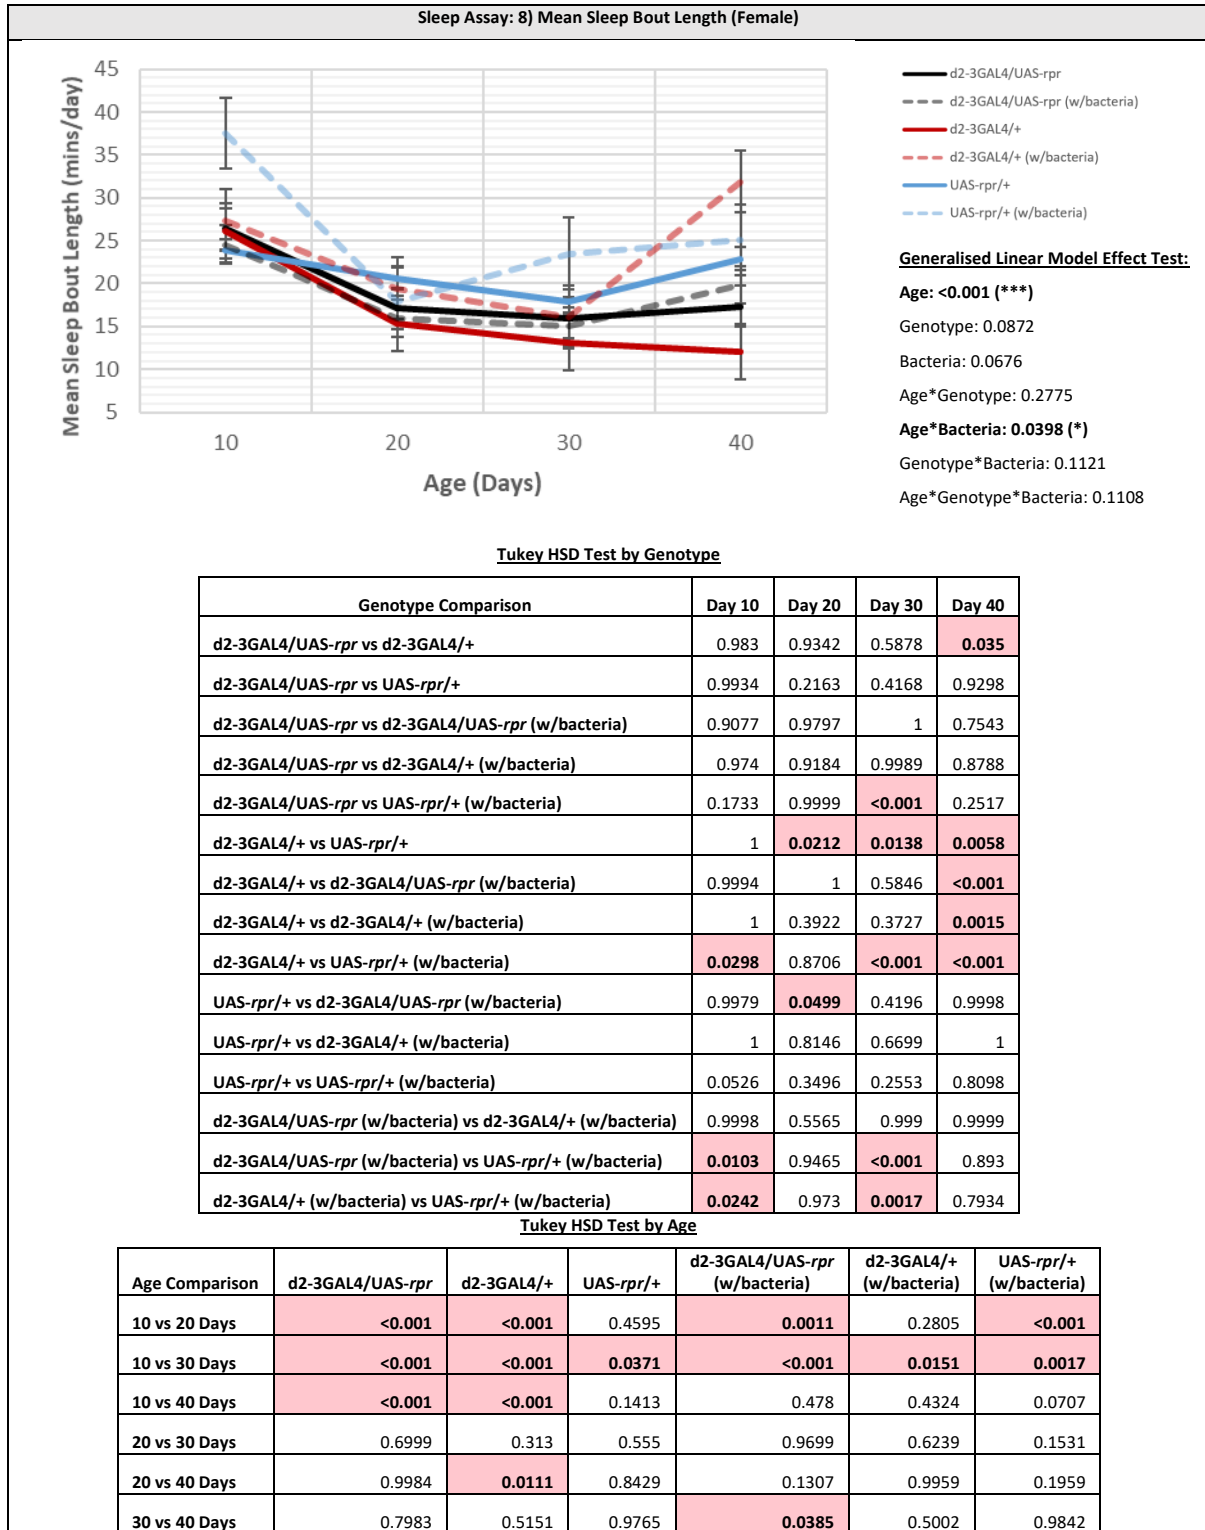 Sleep Assay: 8) Mean Sleep Bout Length (Female)
Mean Sleep Bout Length (mins/day)
45
40
35
30
25
20
15
10
5
10 20 30 40
Age (Days)
d2-3GAL4/UAS-rpr
d2-3GAL4/UAS-rpr (w/bacteria)
d2-3GAL4/+
d2-3GAL4/+ (w/bacteria)
UAS-rpr/+
UAS-rpr/+ (w/bacteria)
Generalised Linear Model Effect Test:
Age: <0.001 (***)
Genotype: 0.0872
Bacteria: 0.0676
Age*Genotype: 0.2775
Age*Bacteria: 0.0398 (*)
Genotype*Bacteria: 0.1121
Age*Genotype*Bacteria: 0.1108
Tukey HSD Test by Genotype
Genotype Comparison Day 10 Day 20 Day 30 Day 40
d2-3GAL4/UAS-rpr vs d2-3GAL4/+ 0.983 0.9342 0.5878 0.035
d2-3GAL4/UAS-rpr vs UAS-rpr/+ 0.9934 0.2163 0.4168 0.9298
d2-3GAL4/UAS-rpr vs d2-3GAL4/UAS-rpr (w/bacteria) 0.9077 0.9797 1 0.7543
d2-3GAL4/UAS-rpr vs d2-3GAL4/+ (w/bacteria) 0.974 0.9184 0.9989 0.8788
d2-3GAL4/UAS-rpr vs UAS-rpr/+ (w/bacteria) 0.1733 0.9999 <0.001 0.2517
d2-3GAL4/+ vs UAS-rpr/+ 1 0.0212 0.0138 0.0058
d2-3GAL4/+ vs d2-3GAL4/UAS-rpr (w/bacteria) 0.9994 1 0.5846 <0.001
d2-3GAL4/+ vs d2-3GAL4/+ (w/bacteria) 1 0.3922 0.3727 0.0015
d2-3GAL4/+ vs UAS-rpr/+ (w/bacteria) 0.0298 0.8706 <0.001 <0.001
UAS-rpr/+ vs d2-3GAL4/UAS-rpr (w/bacteria) 0.9979 0.0499 0.4196 0.9998
UAS-rpr/+ vs d2-3GAL4/+ (w/bacteria) 1 0.8146 0.6699 1
UAS-rpr/+ vs UAS-rpr/+ (w/bacteria) 0.0526 0.3496 0.2553 0.8098
d2-3GAL4/UAS-rpr (w/bacteria) vs d2-3GAL4/+ (w/bacteria) 0.9998 0.5565 0.999 0.9999
d2-3GAL4/UAS-rpr (w/bacteria) vs UAS-rpr/+ (w/bacteria) 0.0103 0.9465 <0.001 0.893
d2-3GAL4/+ (w/bacteria) vs UAS-rpr/+ (w/bacteria) 0.0242 0.973 0.0017 0.7934
Tukey HSD Test by Age
Age Comparison d2-3GAL4/UAS-rpr d2-3GAL4/+ UAS-rpr/+ d2-3GAL4/UAS-rpr (w/bacteria) d2-3GAL4/+ (w/bacteria) UAS-rpr/+ (w/bacteria)
10 vs 20 Days <0.001 <0.001 0.4595 0.0011 0.2805 <0.001
10 vs 30 Days <0.001 <0.001 0.0371 <0.001 0.0151 0.0017
10 vs 40 Days <0.001 <0.001 0.1413 0.478 0.4324 0.0707
20 vs 30 Days 0.6999 0.313 0.555 0.9699 0.6239 0.1531
20 vs 40 Days 0.9984 0.0111 0.8429 0.1307 0.9959 0.1959
30 vs 40 Days 0.7983 0.5151 0.9765 0.0385 0.5002 0.9842